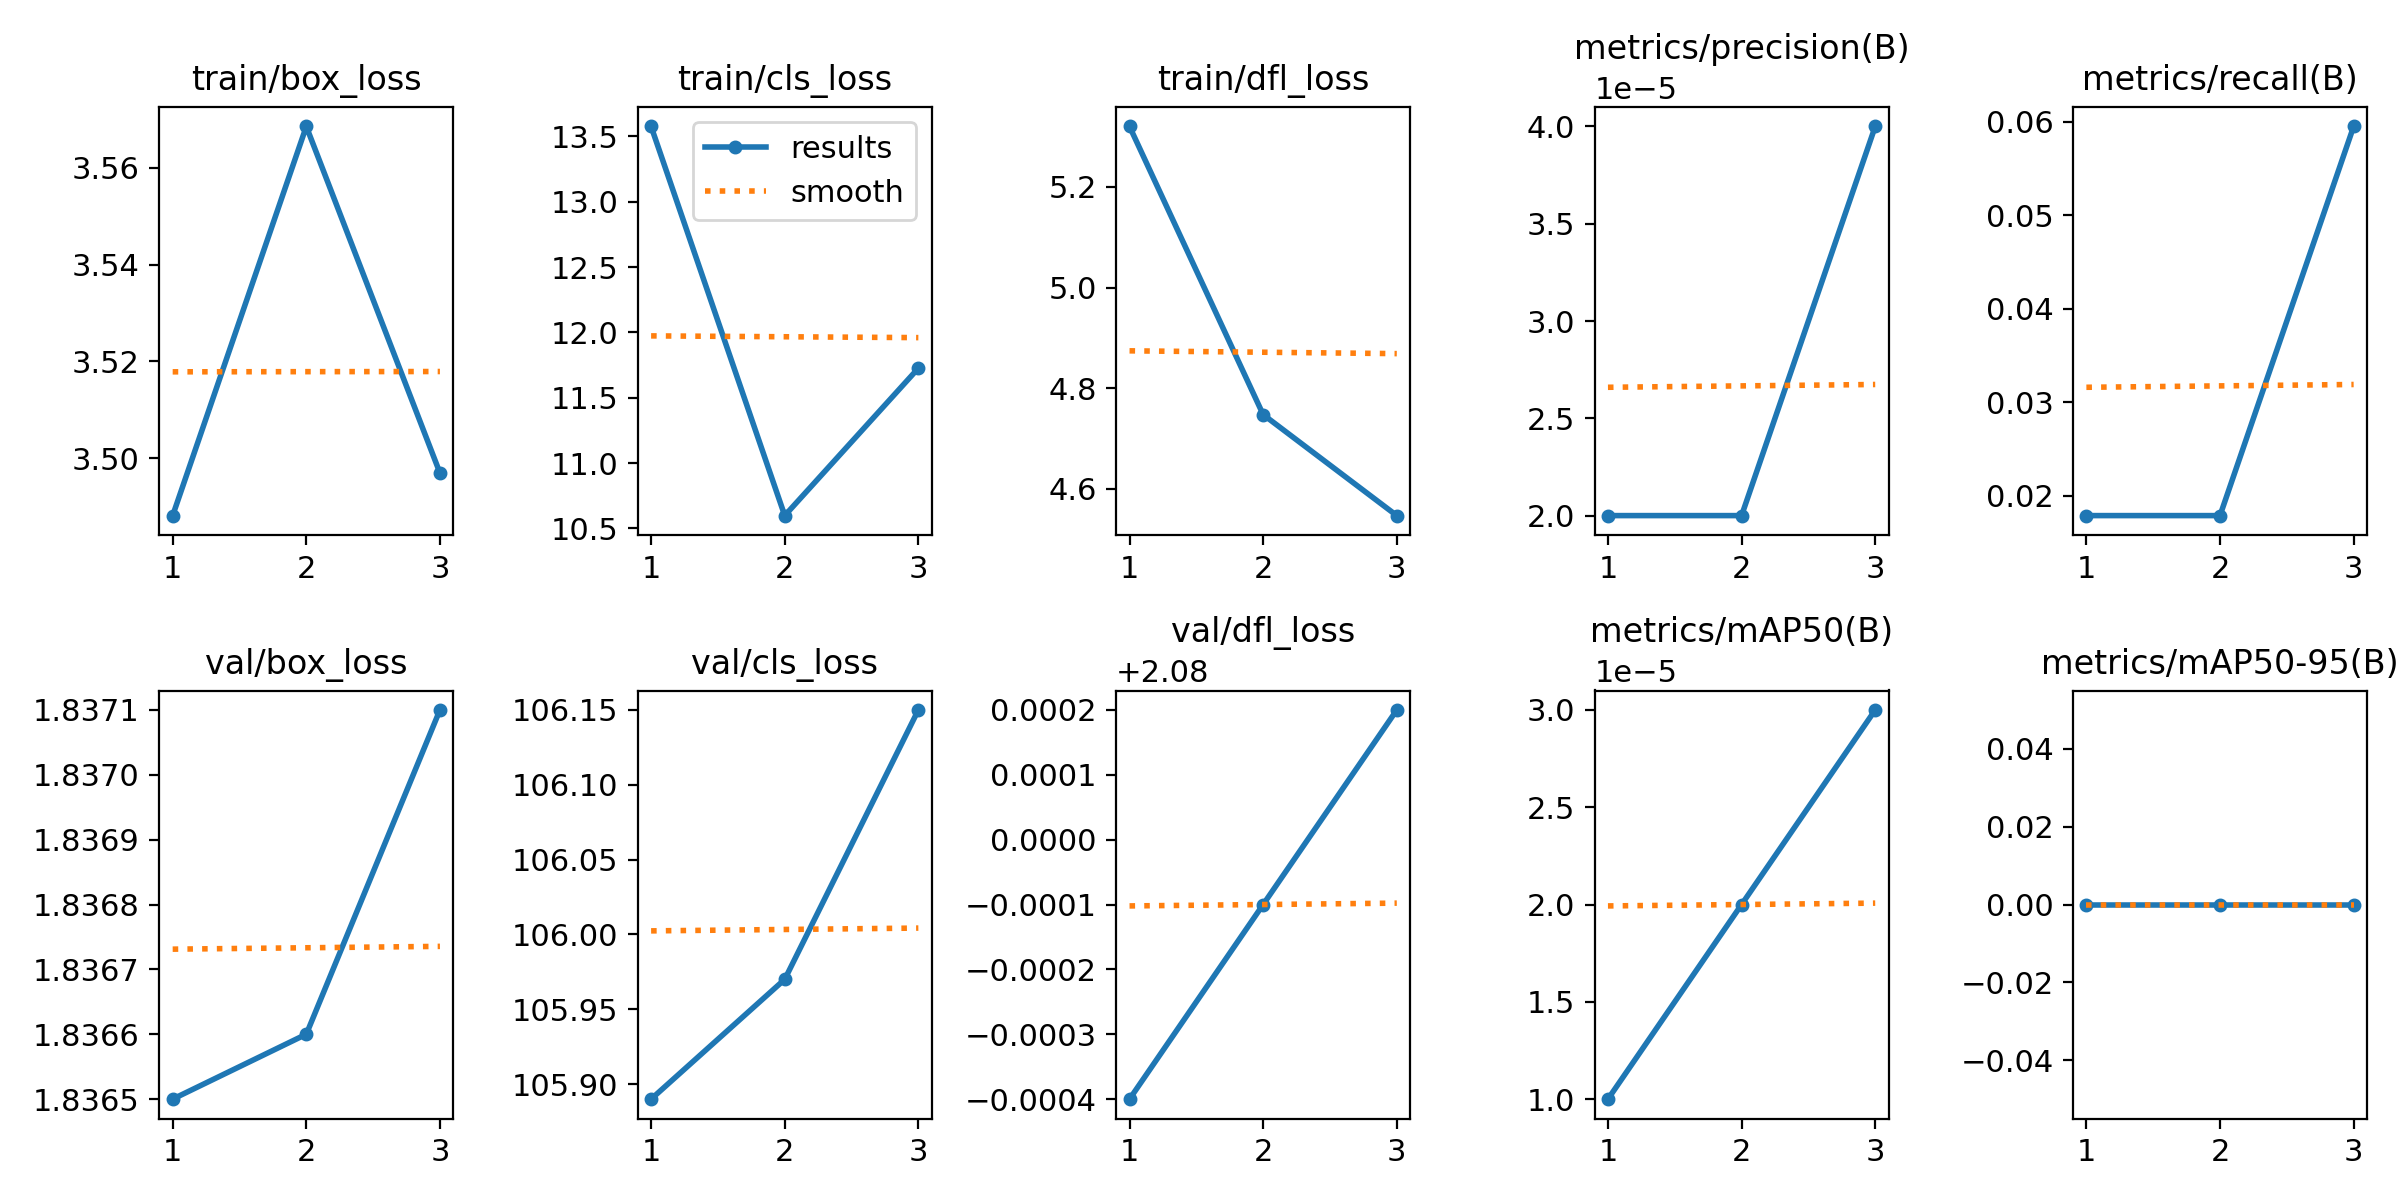 train/box_loss
3.56
3.54
3.52
3.50
1 2 3
train/cls_loss
results
smooth
13.5
13.0
12.5
12.0
11.5
11.0
10.5
1 2 3
train/dfl_loss
5.2
5.0
4.8
4.6
1 2 3
metrics/precision(B)
1e−5
4.0
3.5
3.0
2.5
2.0
1 2 3
metrics/recall(B)
0.06
0.05
0.04
0.03
0.02
1 2 3
val/box_loss
1.8371
1.8370
1.8369
1.8368
1.8367
1.8366
1.8365
1 2 3
val/cls_loss
106.15
106.10
106.05
106.00
105.95
105.90
1 2 3
val/dfl_loss
+2.08
0.0002
0.0001
0.0000
−0.0001
−0.0002
−0.0003
−0.0004
1 2 3
metrics/mAP50(B)
1e−5
3.0
2.5
2.0
1.5
1.0
1 2 3
metrics/mAP50-95(B)
0.04
0.02
0.00
−0.02
−0.04
1 2 3